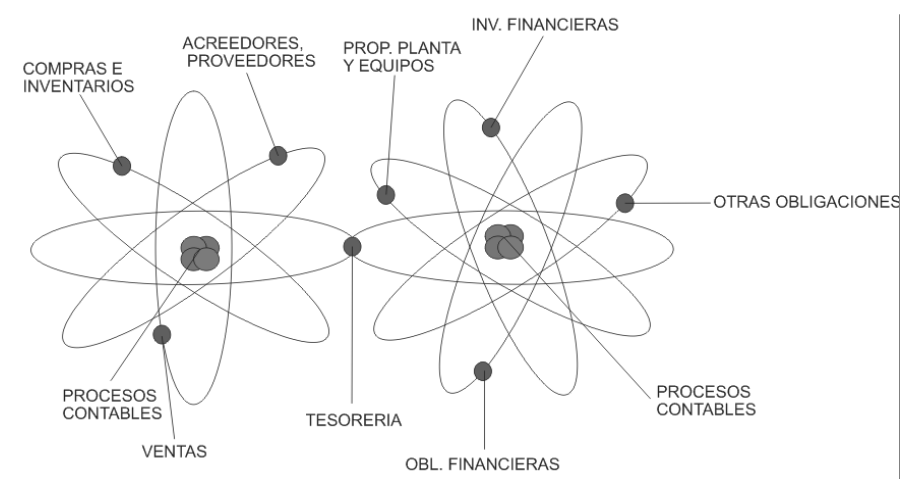 INV. FINANCIERAS
ACREEDORES,
PROVEEDORES
PROP. PLANTA
Y EQUIPOS
COMPRAS E
INVENTARIOS
OTRAS OBLIGACIONES
PROCESOS
CONTABLES
PROCESOS
CONTABLES
TESORERIA
VENTAS
OBL. FINANCIERAS